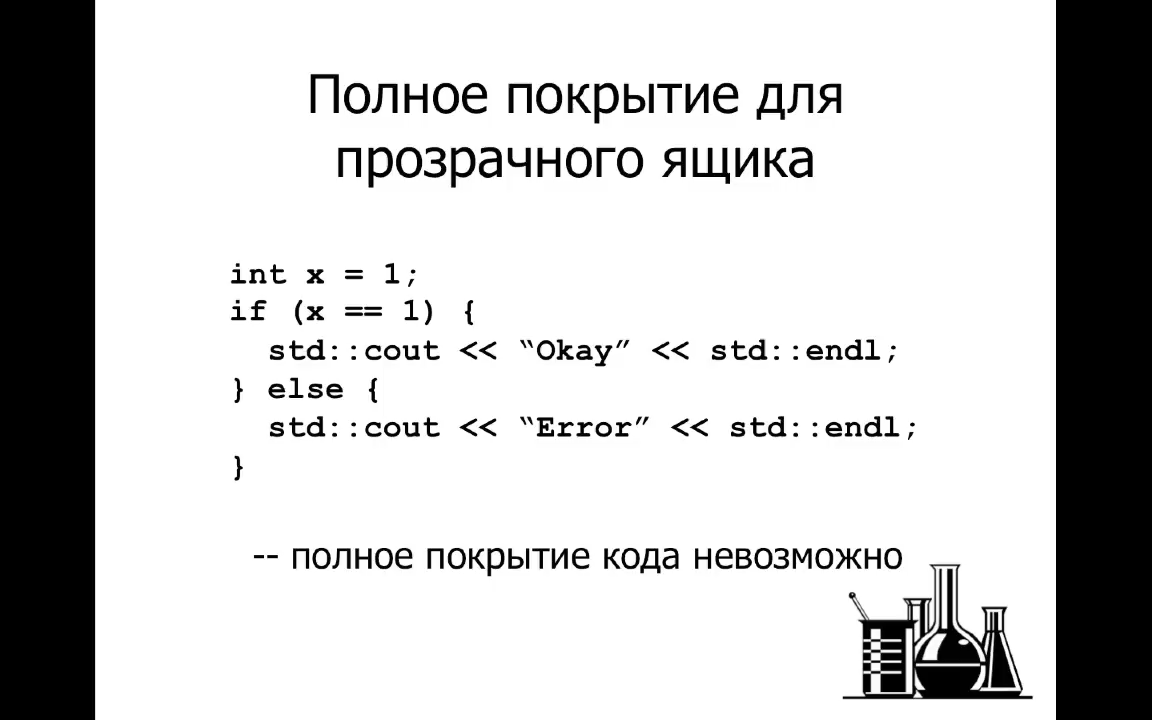 Полное покрытие для
прозрачного ящика
int x = 1;
if (x == 1) {
  std::cout << “Okay” << std::endl;
} else {
  std::cout << “Error” << std::endl;
}
-- полное покрытие кода невозможно